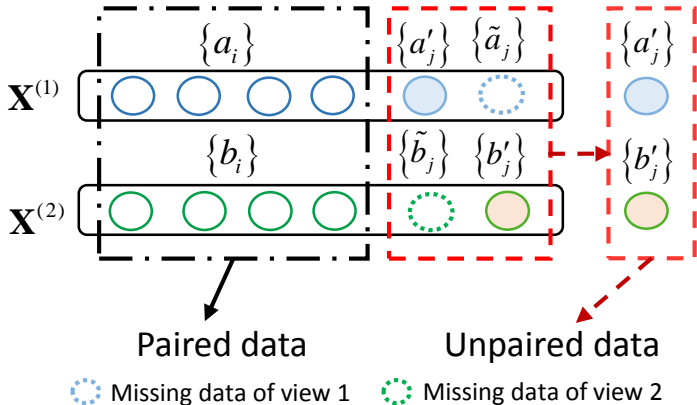 {a_i} {a'_j} {ã_j} {a'_j}
X^(1)
{b_i} {b̃_j} {b'_j} {b'_j}
X^(2)
Paired data Unpaired data
Missing data of view 1 Missing data of view 2